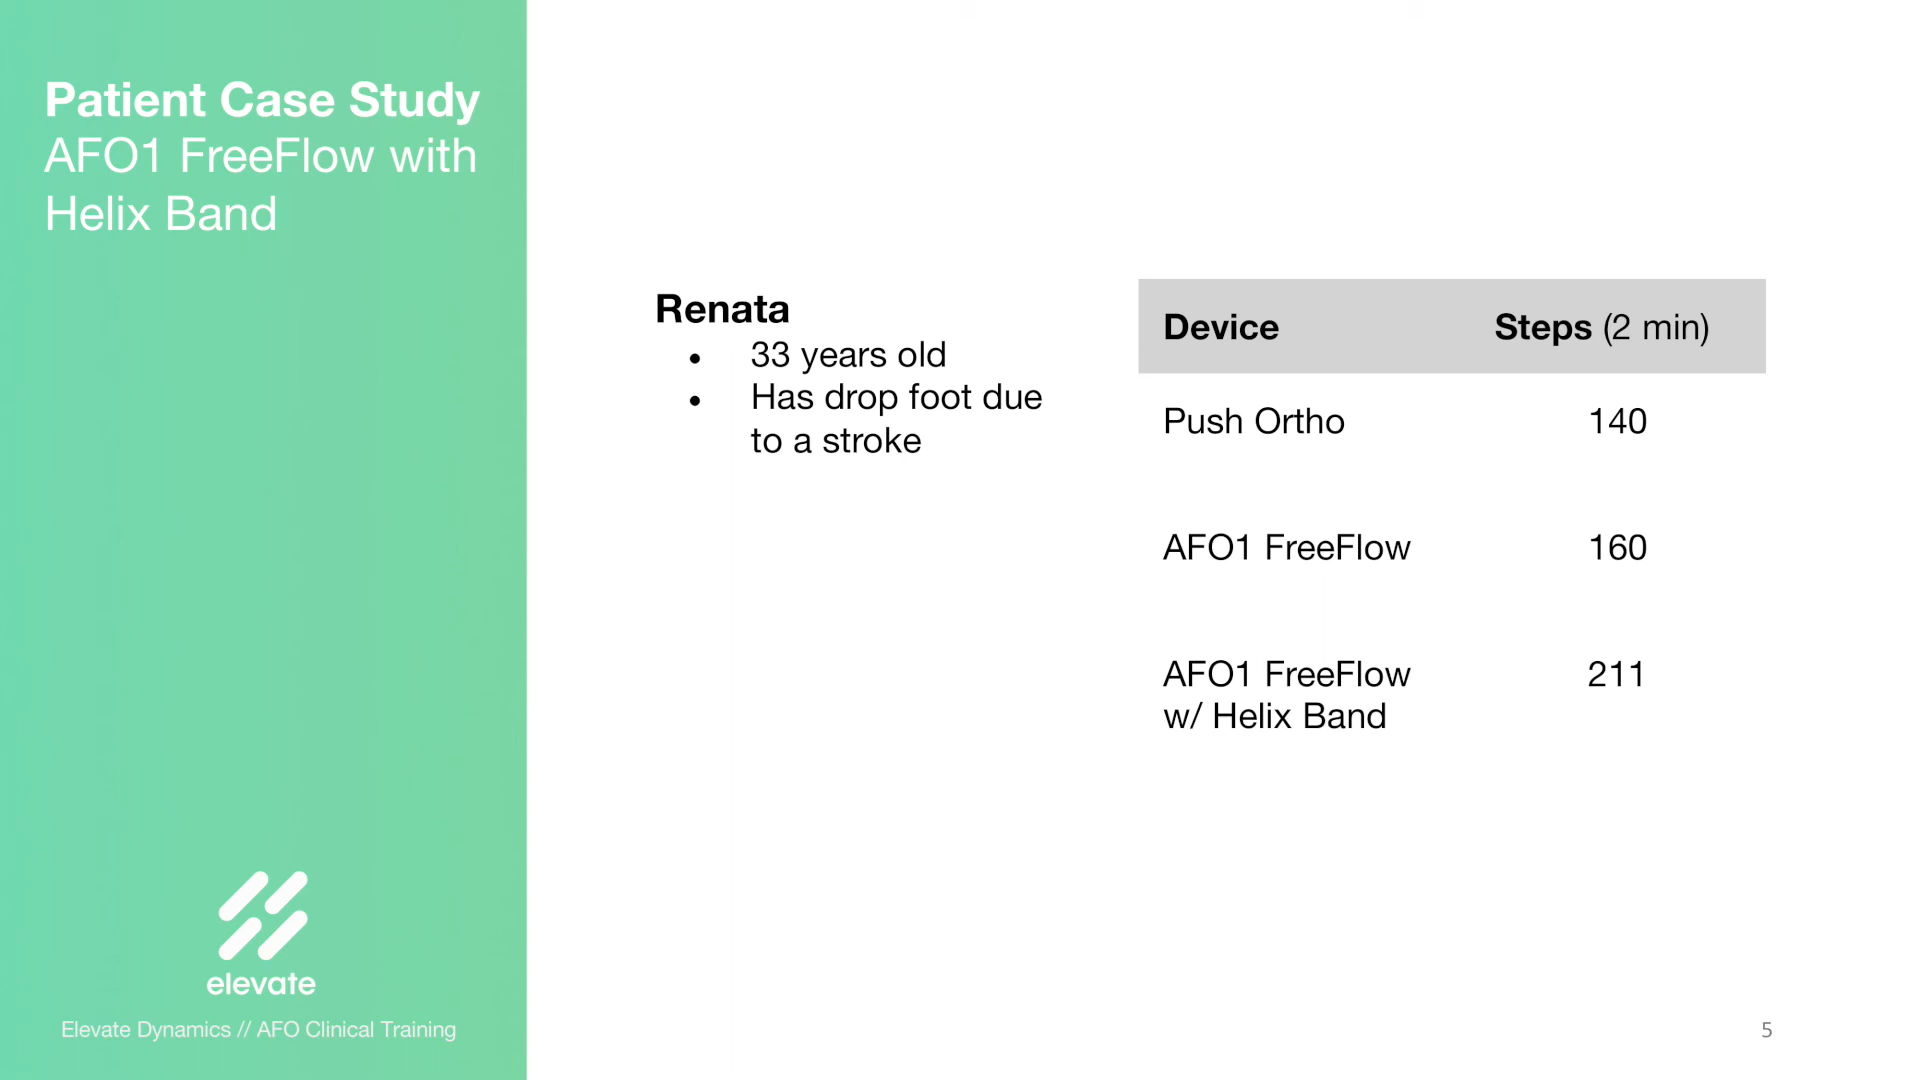 Patient Case Study
AFO1 FreeFlow with
Helix Band
Renata
• 33 years old
• Has drop foot due
to a stroke
Device Steps (2 min)
Push Ortho 140
AFO1 FreeFlow 160
AFO1 FreeFlow 211
w/ Helix Band
elevate
Elevate Dynamics // AFO Clinical Training
5